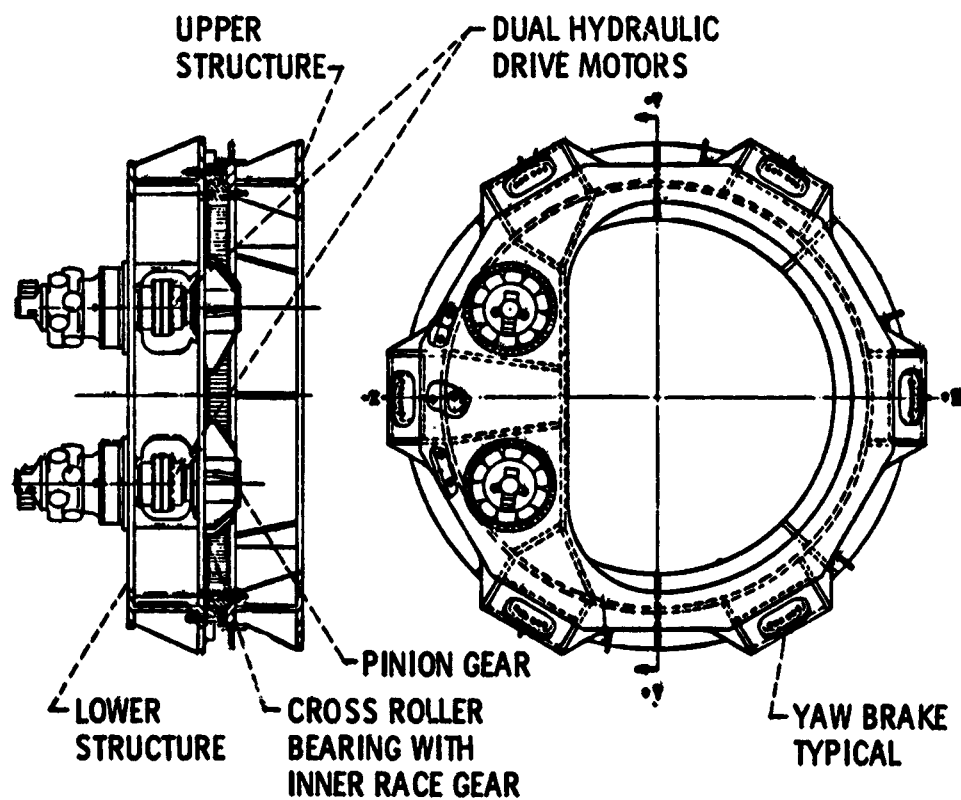 UPPER
STRUCTURE
DUAL HYDRAULIC
DRIVE MOTORS
PINION GEAR
LOWER
STRUCTURE
CROSS ROLLER
BEARING WITH
INNER RACE GEAR
YAW BRAKE
TYPICAL